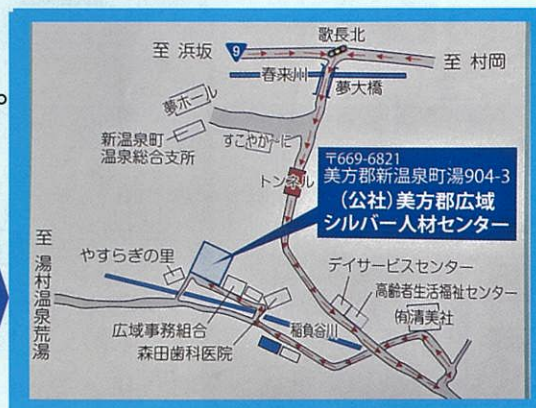 歌長北
至 浜坂
9
至 村岡
春来川
夢大橋
夢ホール
新温泉町
温泉総合支所
すこやか~に
トンネル
〒669-6821
美方郡新温泉町湯904-3
(公社)美方郡広域
シルバー人材センター
至 湯村温泉荒湯
やすらぎの里
デイサービスセンター
高齢者生活福祉センター
㈲清美社
広域事務組合
稲負谷川
森田歯科医院